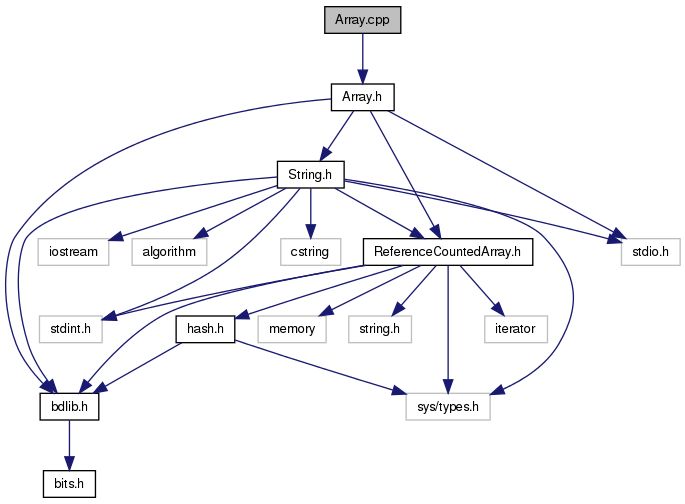 Array.cpp
Array.h
String.h
iostream
algorithm
cstring
ReferenceCountedArray.h
stdio.h
stdint.h
hash.h
memory
string.h
iterator
bdlib.h
sys/types.h
bits.h